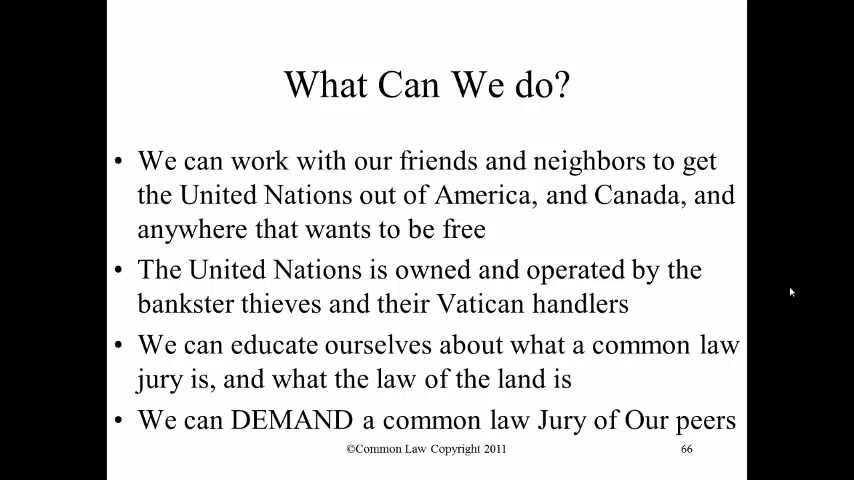 What Can We do?
• We can work with our friends and neighbors to get
the United Nations out of America, and Canada, and
anywhere that wants to be free
• The United Nations is owned and operated by the
bankster thieves and their Vatican handlers
• We can educate ourselves about what a common law
jury is, and what the law of the land is
• We can DEMAND a common law Jury of Our peers
©Common Law Copyright 2011 66